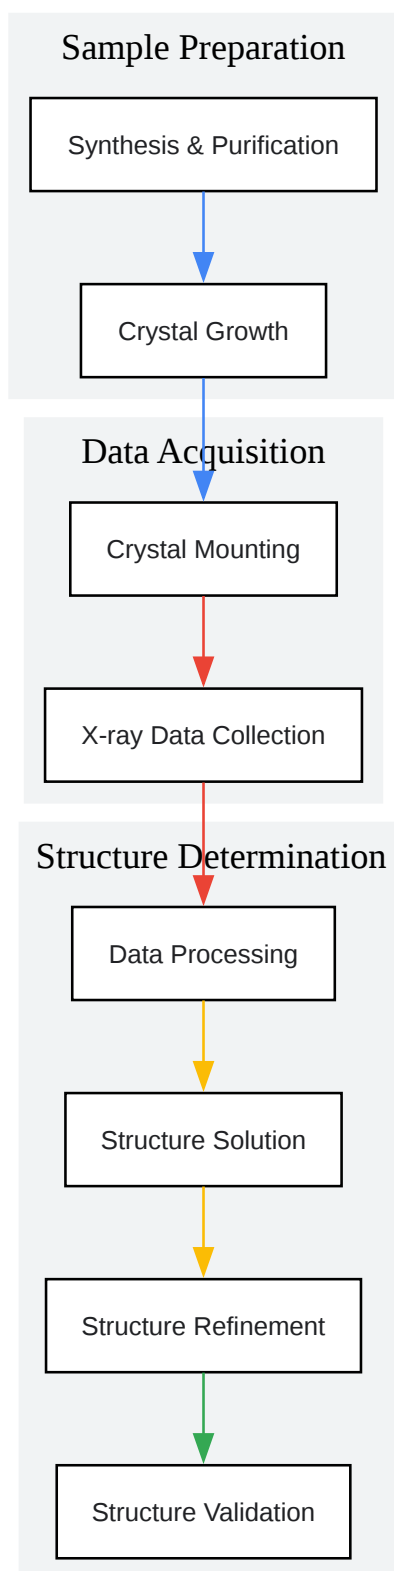 Sample Preparation
Synthesis & Purification
Crystal Growth
Data Acquisition
Crystal Mounting
X-ray Data Collection
Structure Determination
Data Processing
Structure Solution
Structure Refinement
Structure Validation